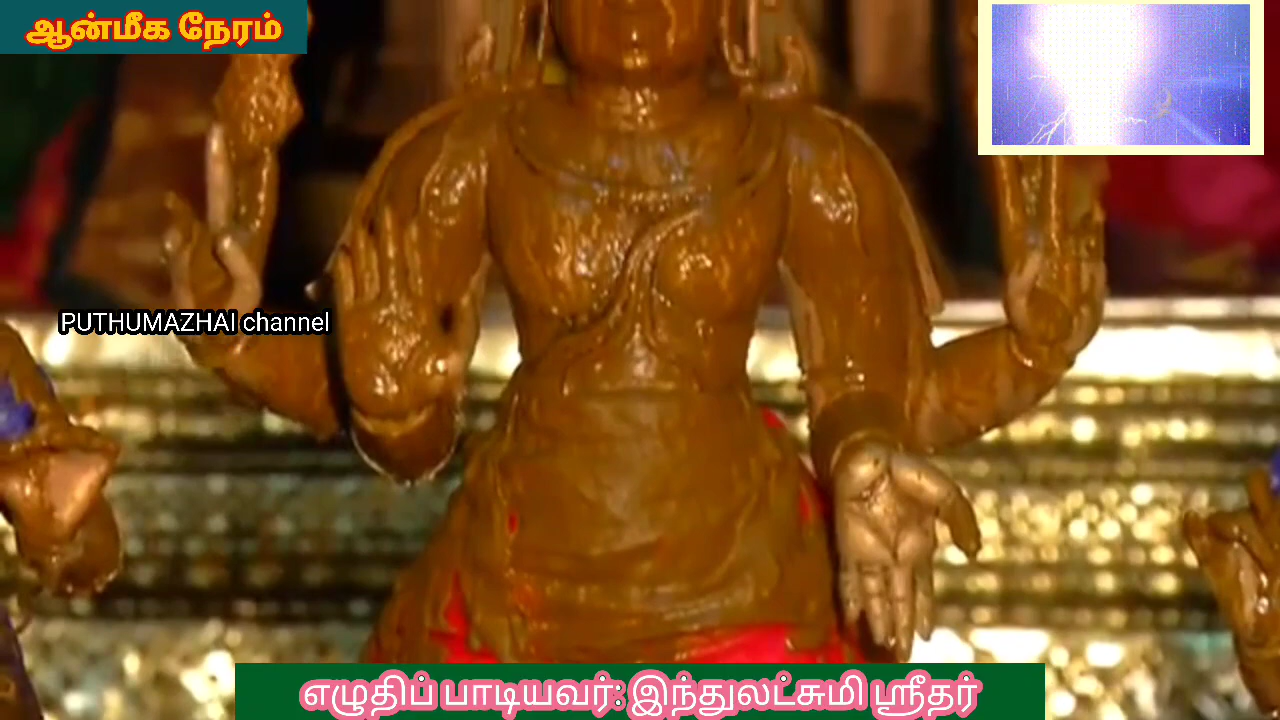 ஆன்மீக நேரம்
PUTHUMAZHAI channel
எழுதிப் பாடியவர்: இந்துலட்சுமி ஸ்ரீதர்